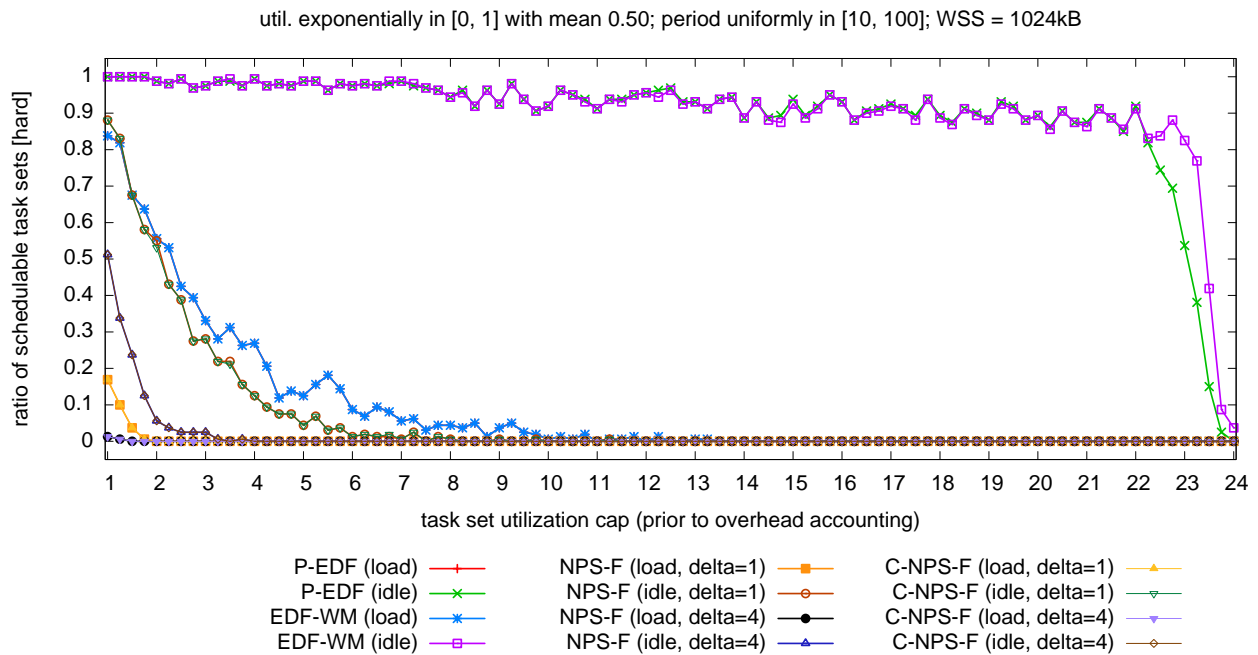 util. exponentially in [0, 1] with mean 0.50; period uniformly in [10, 100]; WSS = 1024kB
ratio of schedulable task sets [hard]
1
0.9
0.8
0.7
0.6
0.5
0.4
0.3
0.2
0.1
0
1 2 3 4 5 6 7 8 9 10 11 12 13 14 15 16 17 18 19 20 21 22 23 24
task set utilization cap (prior to overhead accounting)
P-EDF (load) NPS-F (load, delta=1) C-NPS-F (load, delta=1)
P-EDF (idle) NPS-F (idle, delta=1) C-NPS-F (idle, delta=1)
EDF-WM (load) NPS-F (load, delta=4) C-NPS-F (load, delta=4)
EDF-WM (idle) NPS-F (idle, delta=4) C-NPS-F (idle, delta=4)